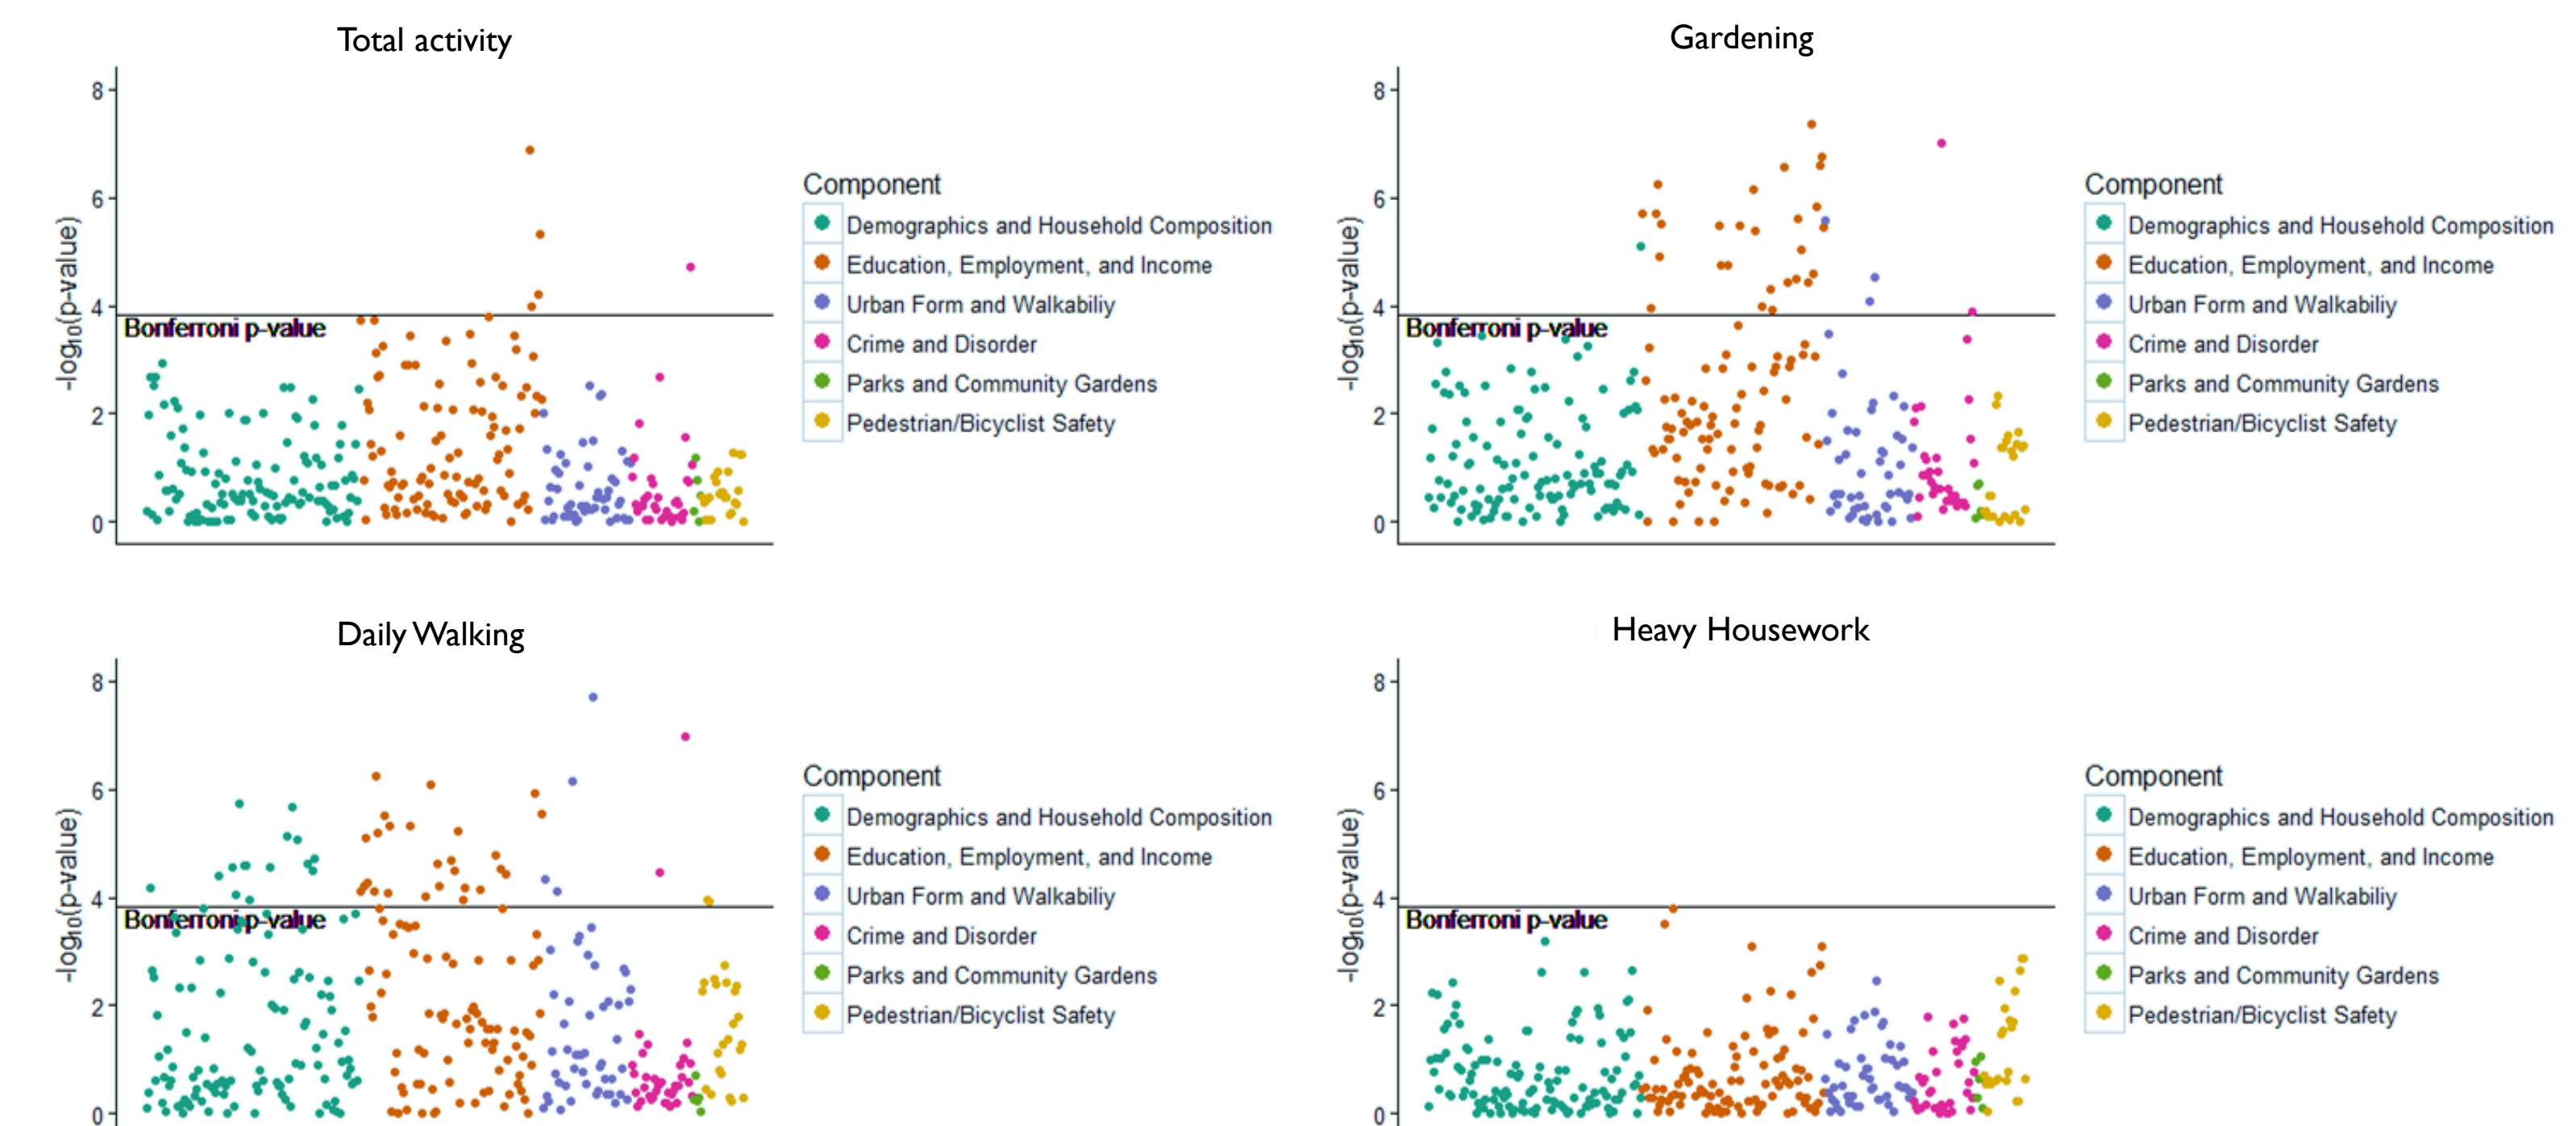 Total activity
8
6
4
2
0
-log10(p-value)
Bonferroni p-value
Component
Demographics and Household Composition
Education, Employment, and Income
Urban Form and Walkabiliy
Crime and Disorder
Parks and Community Gardens
Pedestrian/Bicyclist Safety
Gardening
8
6
4
2
0
-log10(p-value)
Bonferroni p-value
Component
Demographics and Household Composition
Education, Employment, and Income
Urban Form and Walkabiliy
Crime and Disorder
Parks and Community Gardens
Pedestrian/Bicyclist Safety
Daily Walking
8
6
4
2
0
-log10(p-value)
Bonferroni p-value
Component
Demographics and Household Composition
Education, Employment, and Income
Urban Form and Walkabiliy
Crime and Disorder
Parks and Community Gardens
Pedestrian/Bicyclist Safety
Heavy Housework
8
6
4
2
0
-log10(p-value)
Bonferroni p-value
Component
Demographics and Household Composition
Education, Employment, and Income
Urban Form and Walkabiliy
Crime and Disorder
Parks and Community Gardens
Pedestrian/Bicyclist Safety